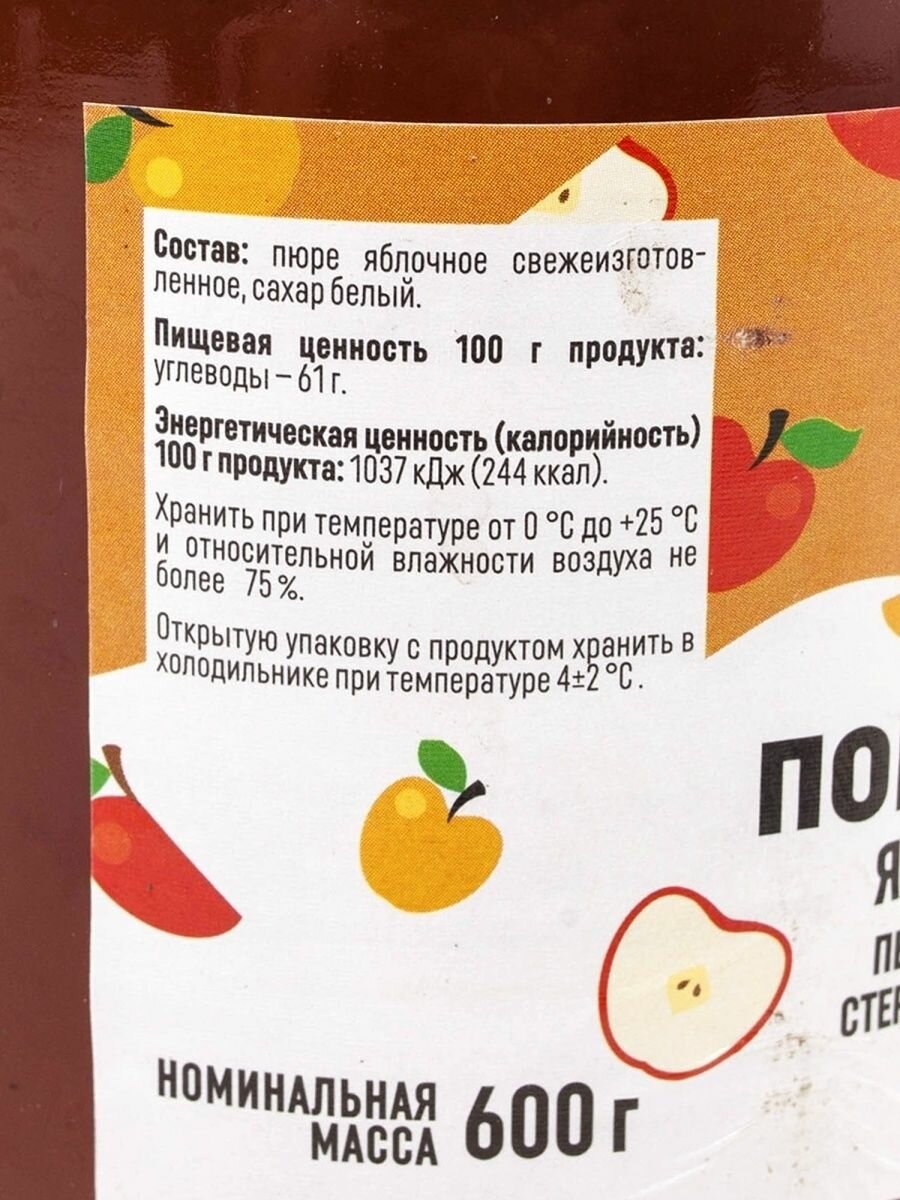 Состав: пюре яблочное свежеизготов-
ленное, сахар белый.
Пищевая ценность 100 г продукта:
углеводы – 61 г.
Энергетическая ценность (калорийность)
100 г продукта: 1037 кДж (244 ккал).
Хранить при температуре от 0 °С до +25 °С
и относительной влажности воздуха не
более 75 %.
Открытую упаковку с продуктом хранить в
холодильнике при температуре 4±2 °С.
НОМИНАЛЬНАЯ
МАССА 600 г